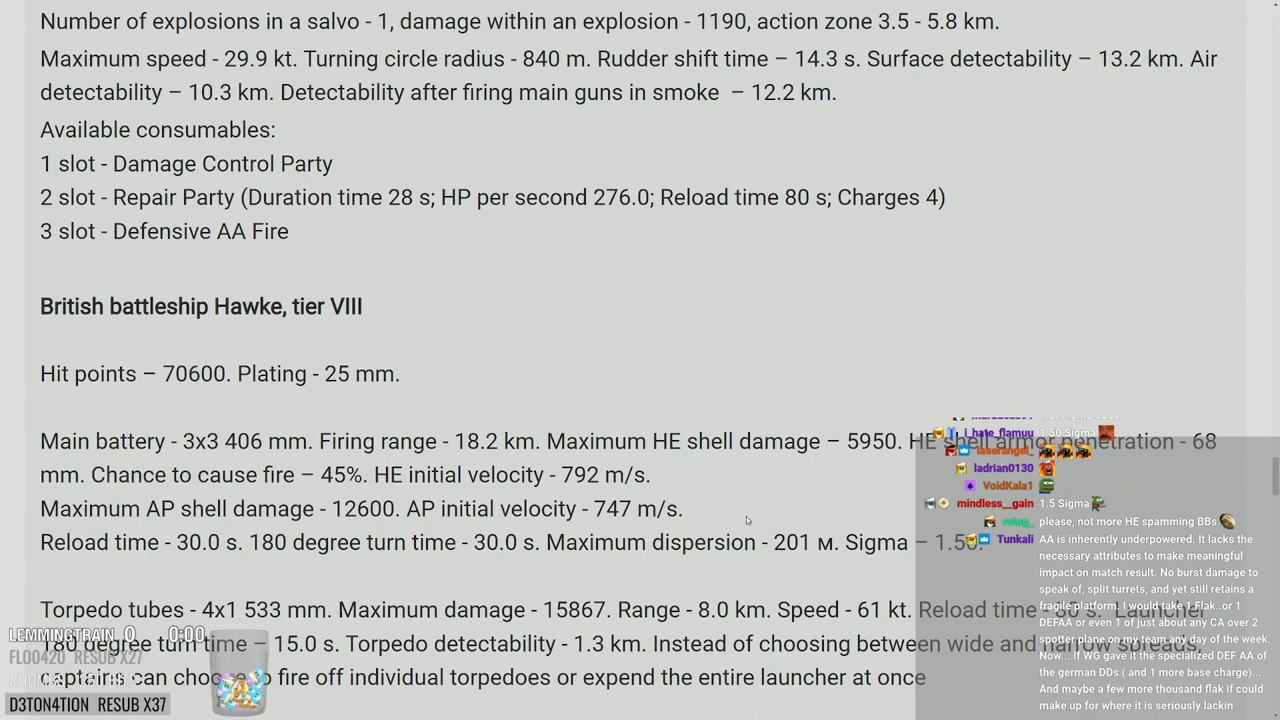 Number of explosions in a salvo - 1, damage within an explosion - 1190, action zone 3.5 - 5.8 km.
Maximum speed - 29.9 kt. Turning circle radius - 840 m. Rudder shift time – 14.3 s. Surface detectability – 13.2 km. Air
detectability – 10.3 km. Detectability after firing main guns in smoke – 12.2 km.
Available consumables:
1 slot - Damage Control Party
2 slot - Repair Party (Duration time 28 s; HP per second 276.0; Reload time 80 s; Charges 4)
3 slot - Defensive AA Fire
British battleship Hawke, tier VIII
Hit points – 70600. Plating - 25 mm.
Main battery - 3x3 406 mm. Firing range - 18.2 km. Maximum HE shell damage – 5950. HE shell armor penetration - 68
mm. Chance to cause fire – 45%. HE initial velocity - 792 m/s.
Maximum AP shell damage - 12600. AP initial velocity - 747 m/s.
Reload time - 30.0 s. 180 degree turn time - 30.0 s. Maximum dispersion - 201 м. Sigma – 1.50.
Torpedo tubes - 4x1 533 mm. Maximum damage - 15867. Range - 8.0 km. Speed - 61 kt. Reload time - 30 s. Launcher
180 degree turn time – 15.0 s. Torpedo detectability - 1.3 km. Instead of choosing between wide and narrow spreads,
captains can choose to fire off individual torpedoes or expend the entire launcher at once
i_hate_flamuu 1.50 Sigma
laserangel_
ladrian0130
VoidKala1
mindless__gain 1.5 Sigma
please, not more HE spamming BBs
Tunkali AA is inherently underpowered. It lacks the
necessary attributes to make meaningful
impact on match result. No burst damage to
speak of, split turrets, and yet still retains a
fragile platform. I would take 1 Flak..or 1
DEFAA or even 1 of just about any CA over 2
spotter plane on my team any day of the week.
Now... If WG gave it the specialized DEF AA of
the german DDs ( and 1 more base charge)...
And maybe a few more thousand flak if could
make up for where it is seriously lackin
LEMMINGTRAIN_O 0:00
FLOO420 RESUB X27
D3TON4TION RESUB X37